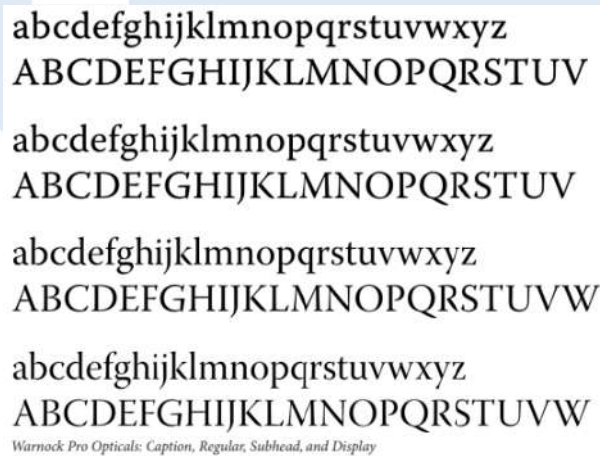 abcdefghijklmnopqrstuvwxyz
ABCDEFGHIJKLMNOPQRSTUV
abcdefghijklmnopqrstuvwxyz
ABCDEFGHIJKLMNOPQRSTUV
abcdefghijklmnopqrstuvwxyz
ABCDEFGHIJKLMNOPQRSTUVW
abcdefghijklmnopqrstuvwxyz
ABCDEFGHIJKLMNOPQRSTUVW
Warnock Pro Opticals: Caption, Regular, Subhead, and Display